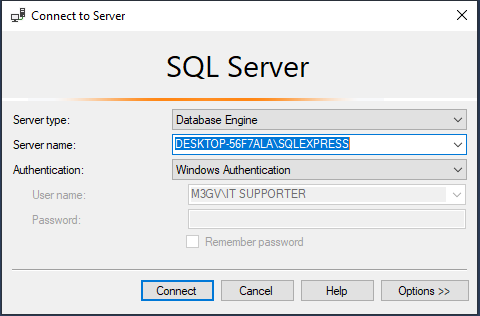 Connect to Server
SQL Server
Server type: Database Engine
Server name: DESKTOP-56F7ALA\SQLEXPRESS
Authentication: Windows Authentication
User name: M3GV\IT SUPPORTER
Password:
Remember password
Connect Cancel Help Options >>